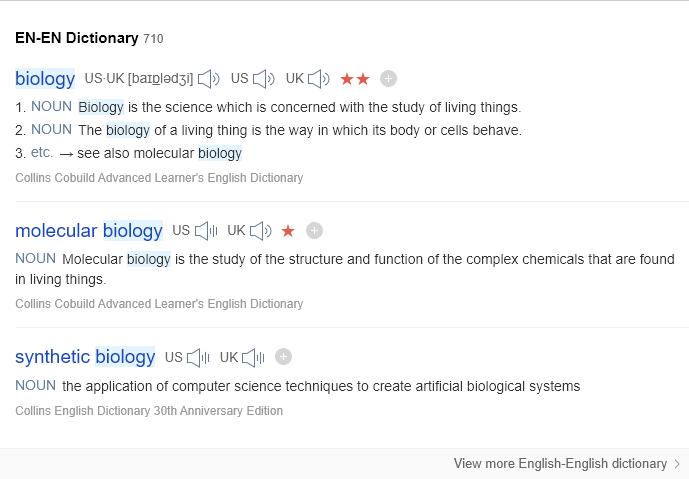 EN-EN Dictionary 710
biology US·UK [baɪɒlədʒi] US UK ★★
1. NOUN Biology is the science which is concerned with the study of living things.
2. NOUN The biology of a living thing is the way in which its body or cells behave.
3. etc. → see also molecular biology
Collins Cobuild Advanced Learner's English Dictionary
molecular biology US UK ★
NOUN Molecular biology is the study of the structure and function of the complex chemicals that are found
in living things.
Collins Cobuild Advanced Learner's English Dictionary
synthetic biology US UK
NOUN the application of computer science techniques to create artificial biological systems
Collins English Dictionary 30th Anniversary Edition
View more English-English dictionary >